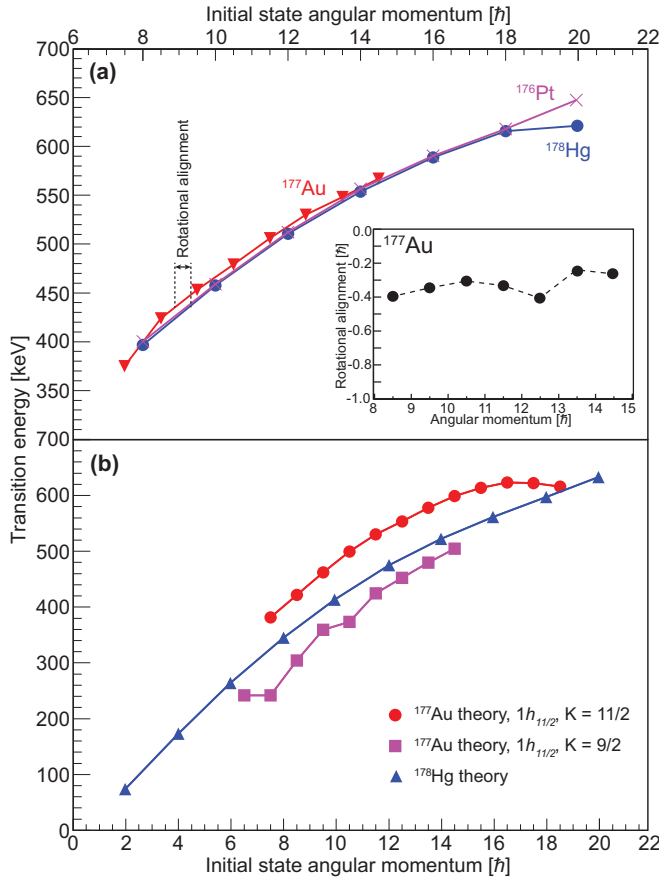 Initial state angular momentum [ħ]
6 8 10 12 14 16 18 20 22
700
650
600
550
500
450
400
350
700
(a)
Rotational alignment
¹⁷⁷Au
¹⁷⁶Pt
¹⁷⁸Hg
¹⁷⁷Au
Rotational alignment [ħ]
0.0
-0.2
-0.4
-0.6
-0.8
-1.0
8 9 10 11 12 13 14 15
Angular momentum [ħ]
Transition energy [keV]
(b)
600
500
400
300
200
100
0
¹⁷⁷Au theory, 1h₁₁/₂, K = 11/2
¹⁷⁷Au theory, 1h₁₁/₂, K = 9/2
¹⁷⁸Hg theory
2 4 6 8 10 12 14 16 18 20 22
Initial state angular momentum [ħ]